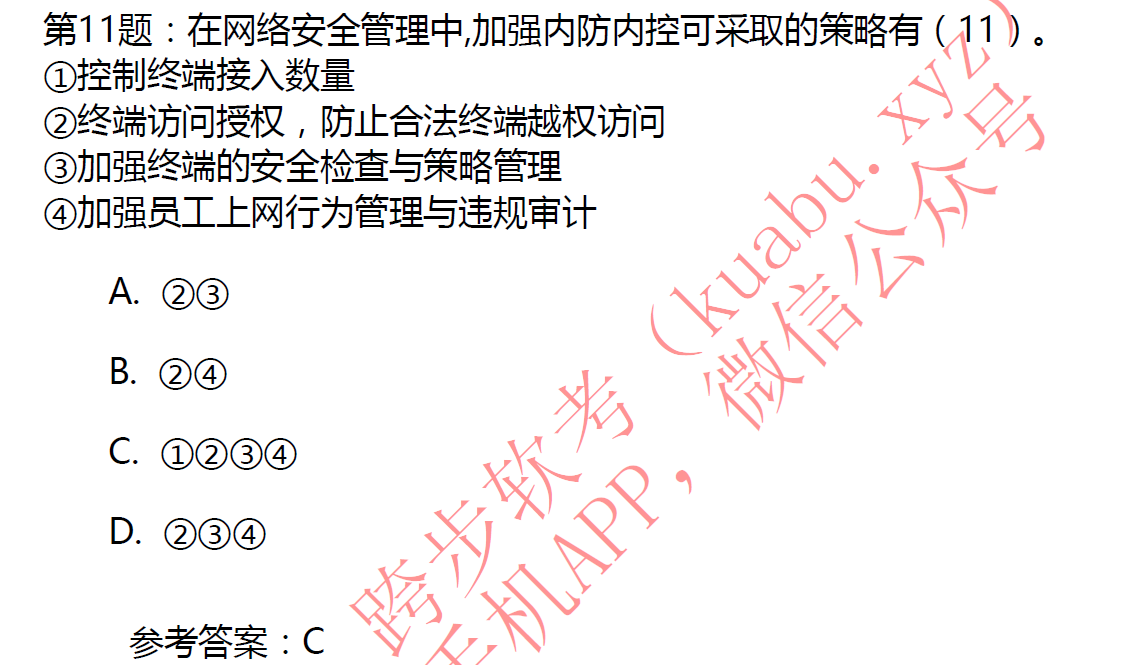 第11题：在网络安全管理中,加强内防内控可采取的策略有（11）。
①控制终端接入数量
②终端访问授权，防止合法终端越权访问
③加强终端的安全检查与策略管理
④加强员工上网行为管理与违规审计
A. ②③
B. ②④
C. ①②③④
D. ②③④
参考答案：C
跨步软考（kuabu.xyz）
手机APP，微信公众号